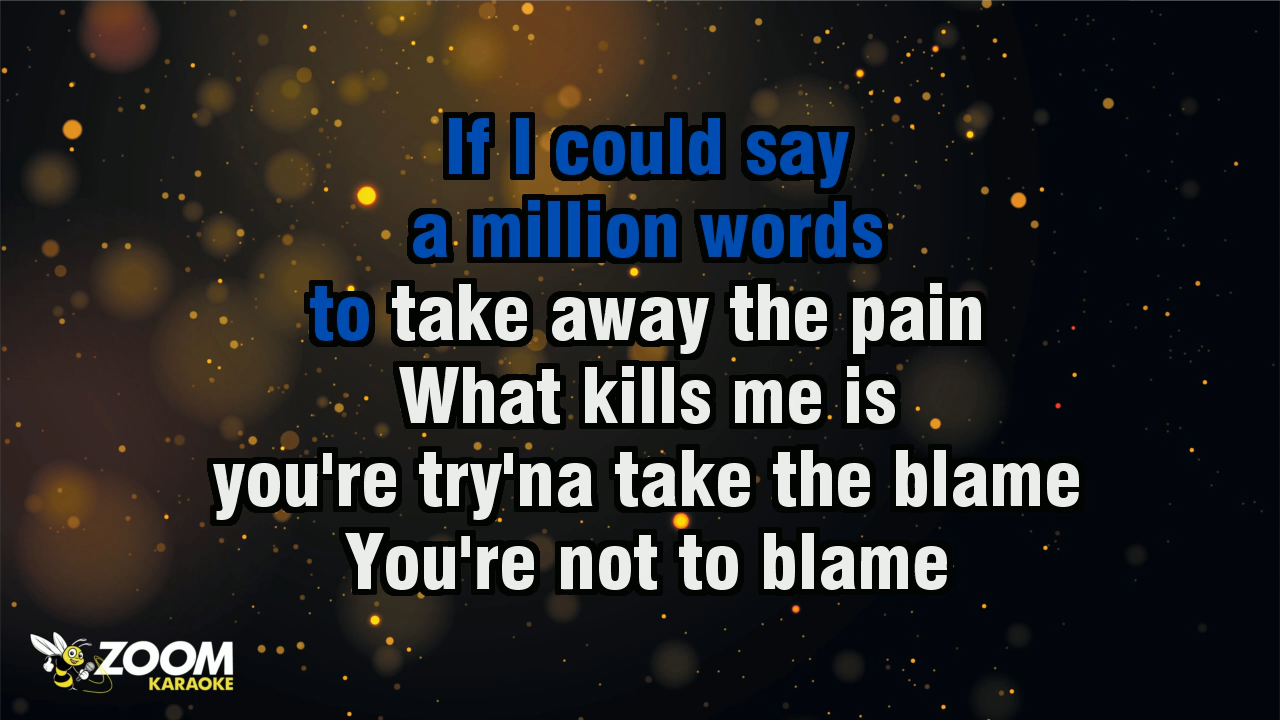 If I could say
a million words
to take away the pain
What kills me is
you're try'na take the blame
You're not to blame
ZOOM
KARAOKE